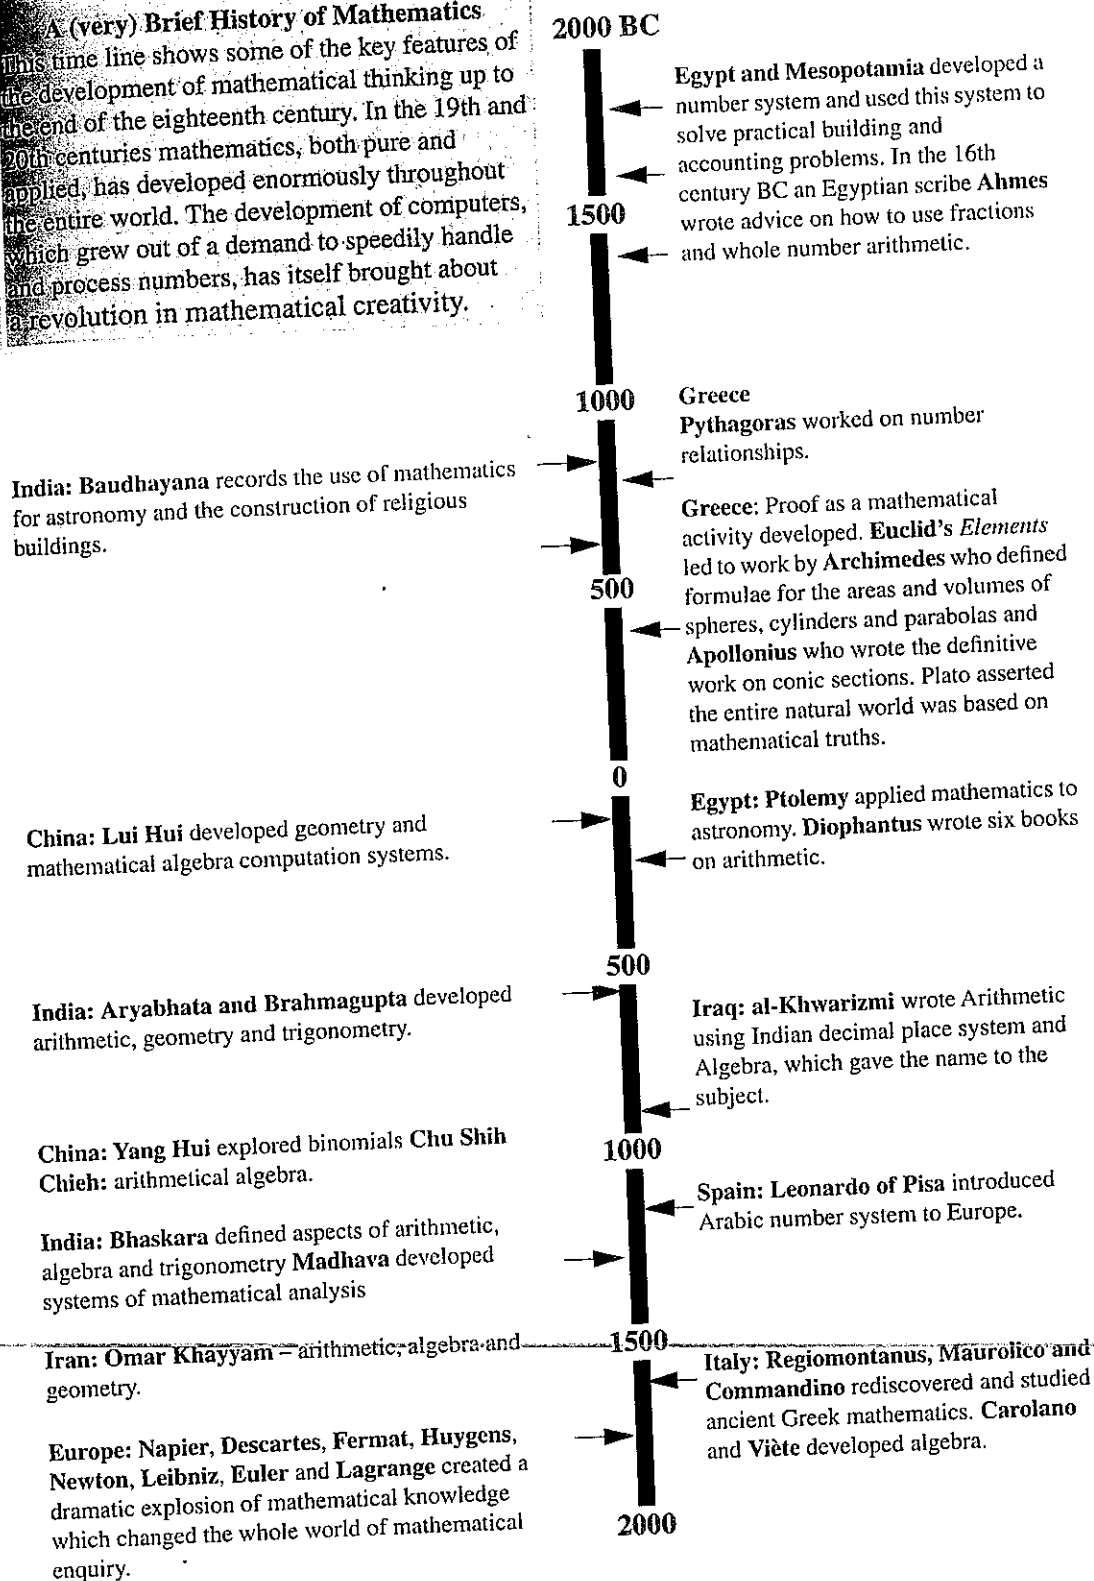 A (very) Brief History of Mathematics
This time line shows some of the key features of
the development of mathematical thinking up to
the end of the eighteenth century. In the 19th and
20th centuries mathematics, both pure and
applied, has developed enormously throughout
the entire world. The development of computers,
which grew out of a demand to speedily handle
and process numbers, has itself brought about
a revolution in mathematical creativity.
2000 BC
Egypt and Mesopotamia developed a
number system and used this system to
solve practical building and
accounting problems. In the 16th
century BC an Egyptian scribe Ahmes
wrote advice on how to use fractions
and whole number arithmetic.
1500
1000
Greece
Pythagoras worked on number
relationships.
India: Baudhayana records the use of mathematics
for astronomy and the construction of religious
buildings.
Greece: Proof as a mathematical
activity developed. Euclid's Elements
led to work by Archimedes who defined
formulae for the areas and volumes of
spheres, cylinders and parabolas and
Apollonius who wrote the definitive
work on conic sections. Plato asserted
the entire natural world was based on
mathematical truths.
500
0
Egypt: Ptolemy applied mathematics to
astronomy. Diophantus wrote six books
on arithmetic.
China: Lui Hui developed geometry and
mathematical algebra computation systems.
500
India: Aryabhata and Brahmagupta developed
arithmetic, geometry and trigonometry.
Iraq: al-Khwarizmi wrote Arithmetic
using Indian decimal place system and
Algebra, which gave the name to the
subject.
1000
China: Yang Hui explored binomials Chu Shih
Chieh: arithmetical algebra.
Spain: Leonardo of Pisa introduced
Arabic number system to Europe.
India: Bhaskara defined aspects of arithmetic,
algebra and trigonometry Madhava developed
systems of mathematical analysis
1500
Iran: Omar Khayyam – arithmetic, algebra and
geometry.
Italy: Regiomontanus, Maurolico and
Commandino rediscovered and studied
ancient Greek mathematics. Carolano
and Viète developed algebra.
Europe: Napier, Descartes, Fermat, Huygens,
Newton, Leibniz, Euler and Lagrange created a
dramatic explosion of mathematical knowledge
which changed the whole world of mathematical
enquiry.
2000